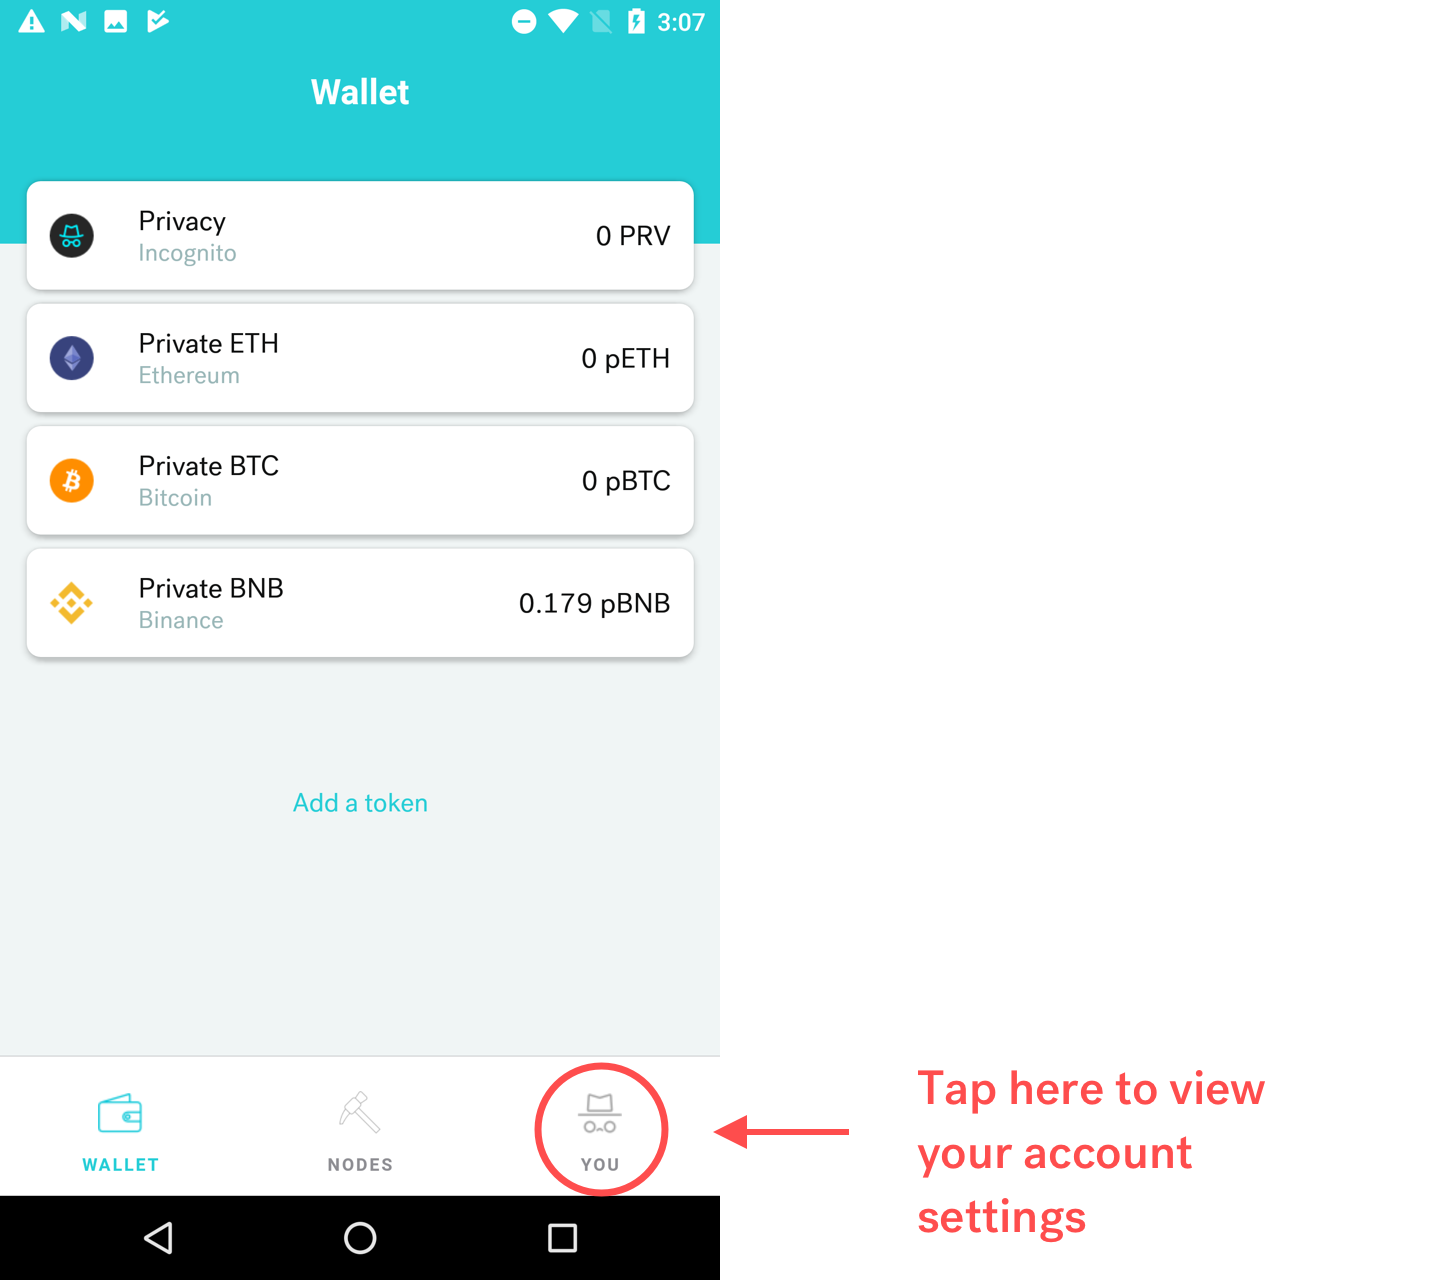 3:07
Wallet
Privacy
Incognito
0 PRV
Private ETH
Ethereum
0 pETH
Private BTC
Bitcoin
0 pBTC
Private BNB
Binance
0.179 pBNB
Add a token
WALLET
NODES
YOU
Tap here to view
your account
settings